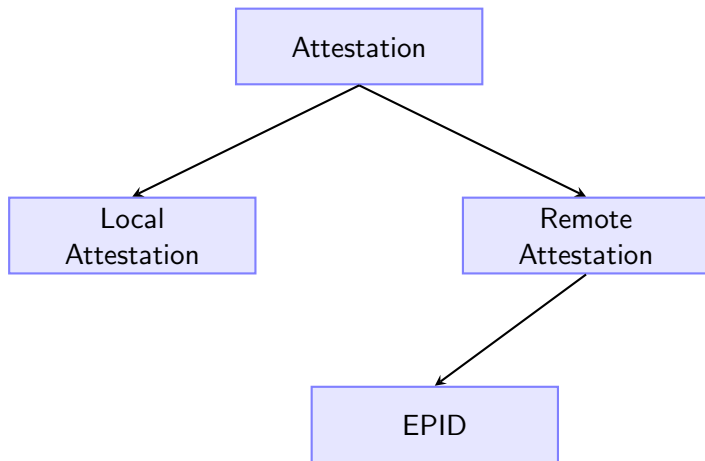 Attestation
Local
Attestation
Remote
Attestation
EPID